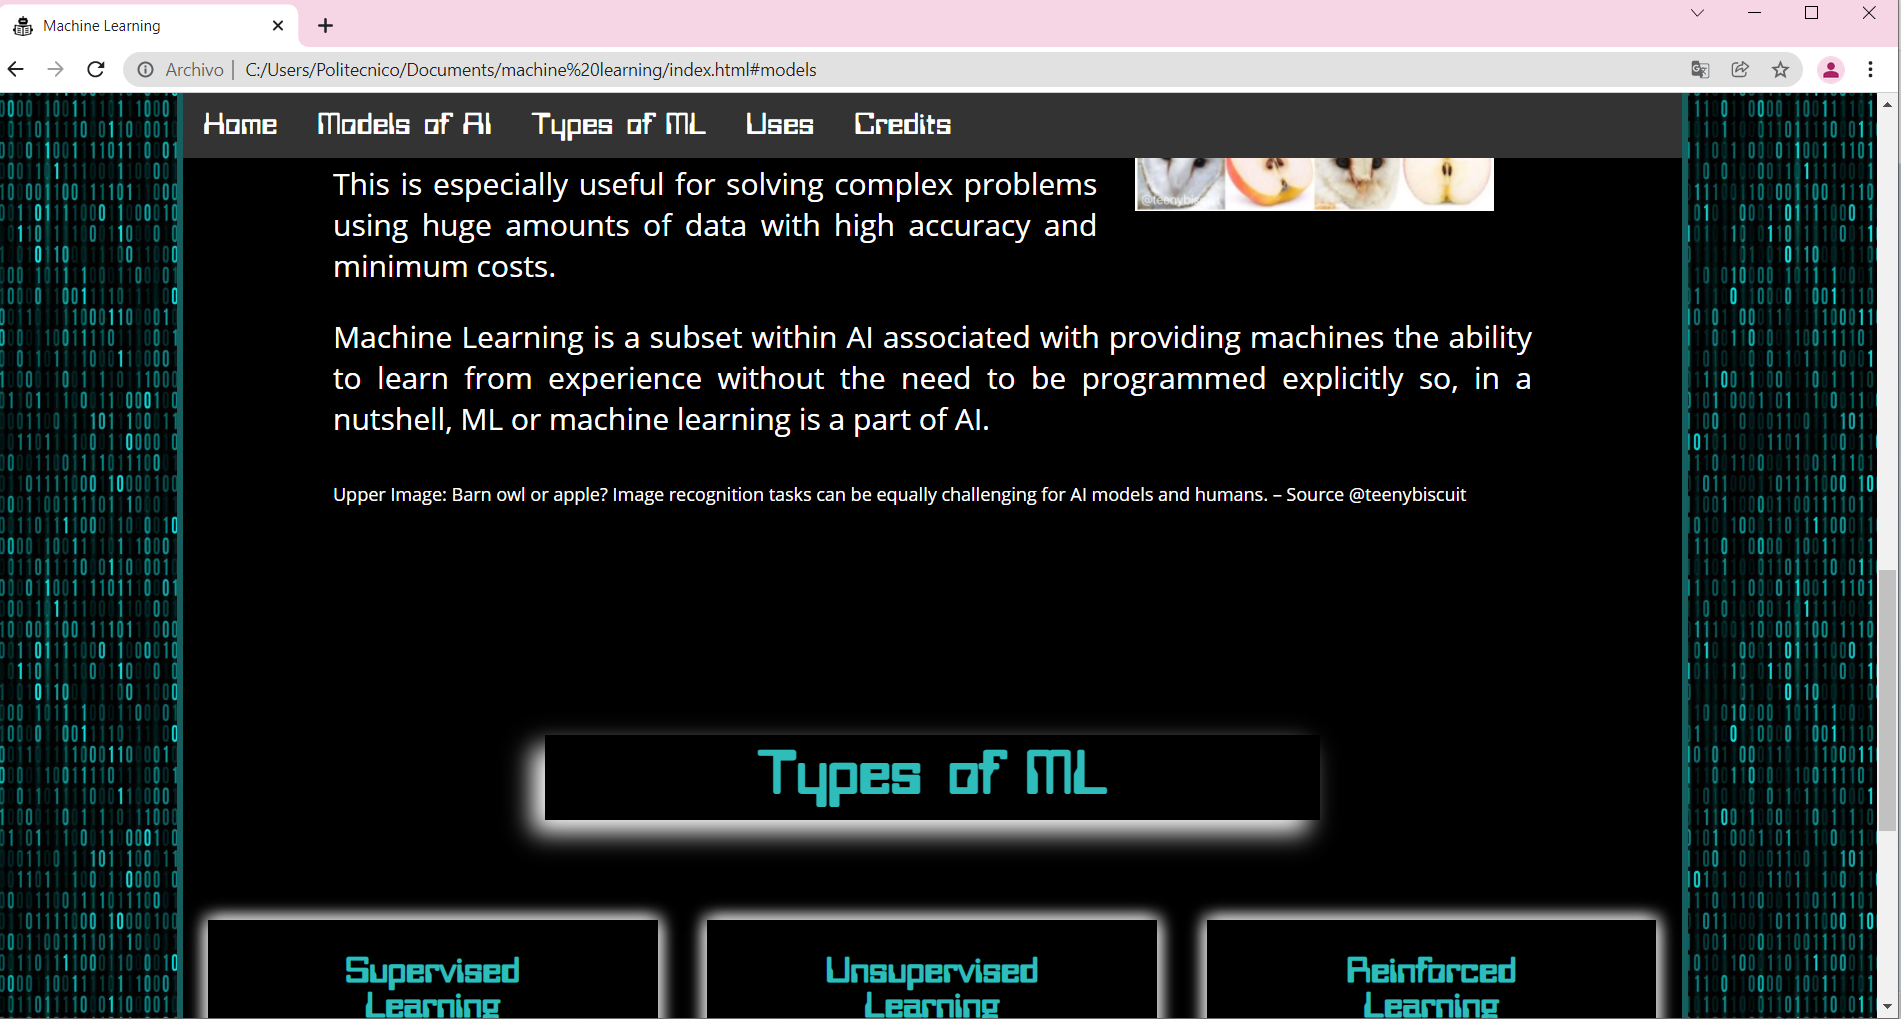 Machine Learning
Archivo | C:/Users/Politecnico/Documents/machine%20learning/index.html#models
Home Models of AI Types of ML Uses Credits
This is especially useful for solving complex problems
using huge amounts of data with high accuracy and
minimum costs.
@teenybiscuit
Machine Learning is a subset within AI associated with providing machines the ability
to learn from experience without the need to be programmed explicitly so, in a
nutshell, ML or machine learning is a part of AI.
Upper Image: Barn owl or apple? Image recognition tasks can be equally challenging for AI models and humans. – Source @teenybiscuit
Types of ML
Supervised
Learning
Unsupervised
Learning
Reinforced
Learning